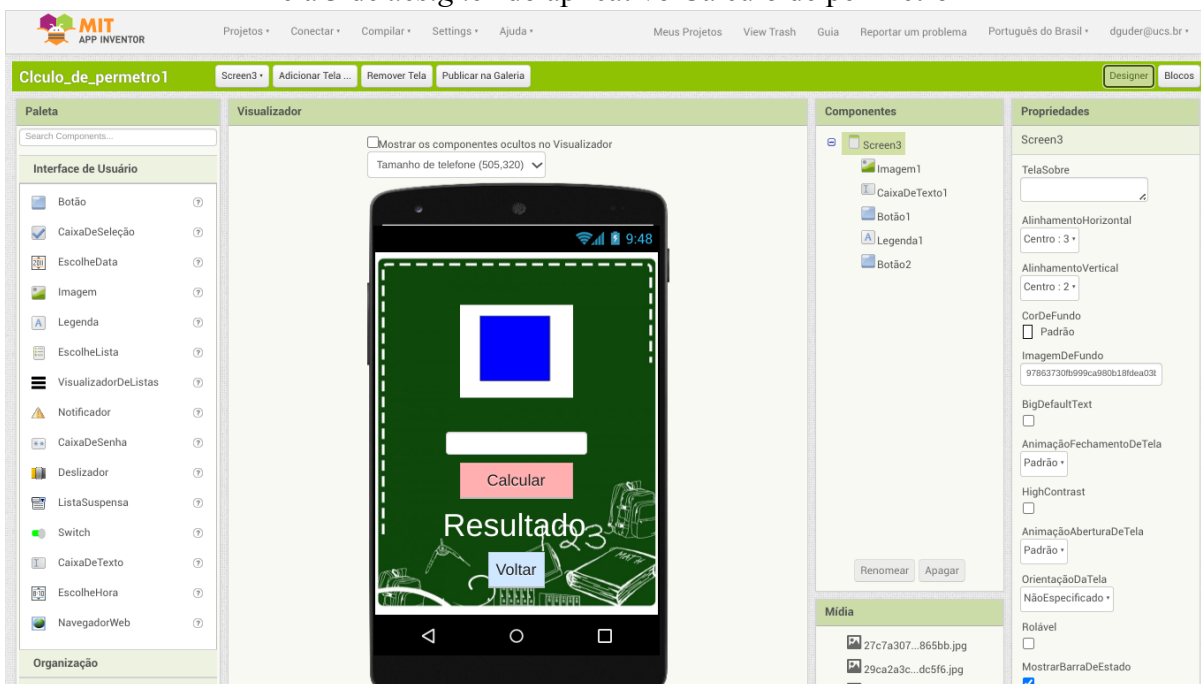 MIT
APP INVENTOR
Projetos Conectar Compilar Settings Ajuda Meus Projetos View Trash Guia Reportar um problema Português do Brasil dguder@ucs.br
Clculo_de_permetro1 Screen3 Adicionar Tela ... Remover Tela Publicar na Galeria Designer Blocos
Paleta
Search Components...
Interface de Usuário
Botão
CaixaDeSeleção
EscolheData
Imagem
Legenda
EscolheLista
VisualizadorDeListas
Notificador
CaixaDeSenha
Deslizador
ListaSuspensa
Switch
CaixaDeTexto
EscolheHora
NavegadorWeb
Organização
Visualizador
Mostrar os componentes ocultos no Visualizador
Tamanho de telefone (505,320)
9:48
Calcular
Resultado
123
Voltar
MATH
Componentes
Screen3
Imagem1
CaixaDeTexto1
Botão1
Legenda1
Botão2
Renomear Apagar
Mídia
27c7a307...865bb.jpg
29ca2a3c...dc5f6.jpg
Propriedades
Screen3
TelaSobre
AlinhamentoHorizontal
Centro : 3
AlinhamentoVertical
Centro : 2
CorDeFundo
Padrão
ImagemDeFundo
BigDefaultText
AnimaçãoFechamentoDeTela
Padrão
HighContrast
AnimaçãoAberturaDeTela
Padrão
OrientaçãoDaTela
NãoEspecificado
Rolável
MostrarBarraDeEstado